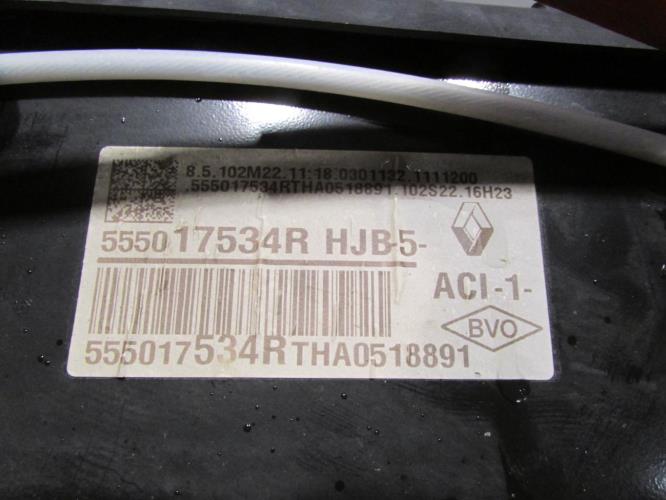 8.5.102M22.11:18.0301132.1111200
.555017534RTHA0518891.102S22.16H23
555017534R HJB-5-
ACI-1-
BVO
555017534RTHA0518891